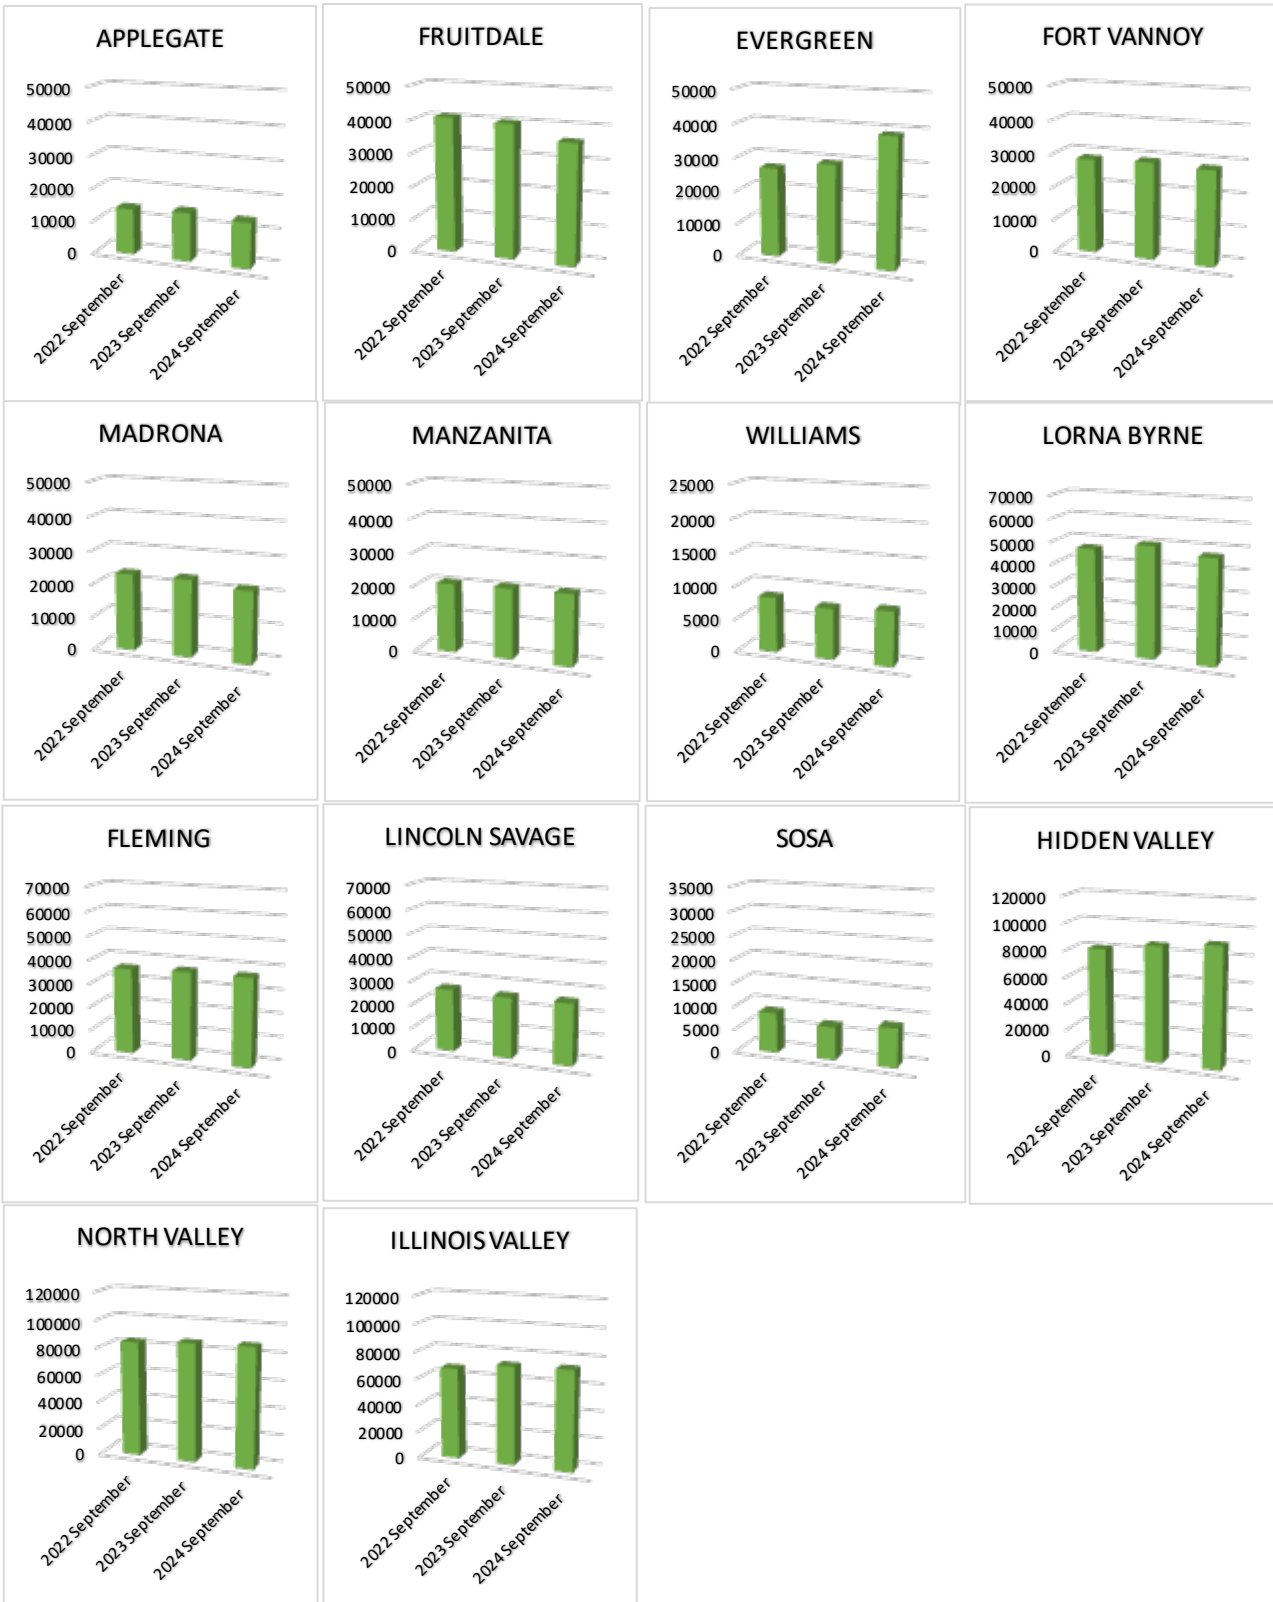 APPLEGATE
50000
40000
30000
20000
10000
0
2022 September
2023 September
2024 September
FRUITDALE
50000
40000
30000
20000
10000
0
2022 September
2023 September
2024 September
EVERGREEN
50000
40000
30000
20000
10000
0
2022 September
2023 September
2024 September
FORT VANNOY
50000
40000
30000
20000
10000
0
2022 September
2023 September
2024 September
MADRONA
50000
40000
30000
20000
10000
0
2022 September
2023 September
2024 September
MANZANITA
50000
40000
30000
20000
10000
0
2022 September
2023 September
2024 September
WILLIAMS
25000
20000
15000
10000
5000
0
2022 September
2023 September
2024 September
LORNA BYRNE
70000
60000
50000
40000
30000
20000
10000
0
2022 September
2023 September
2024 September
FLEMING
70000
60000
50000
40000
30000
20000
10000
0
2022 September
2023 September
2024 September
LINCOLN SAVAGE
70000
60000
50000
40000
30000
20000
10000
0
2022 September
2023 September
2024 September
SOSA
35000
30000
25000
20000
15000
10000
5000
0
2022 September
2023 September
2024 September
HIDDEN VALLEY
120000
100000
80000
60000
40000
20000
0
2022 September
2023 September
2024 September
NORTH VALLEY
120000
100000
80000
60000
40000
20000
0
2022 September
2023 September
2024 September
ILLINOIS VALLEY
120000
100000
80000
60000
40000
20000
0
2022 September
2023 September
2024 September